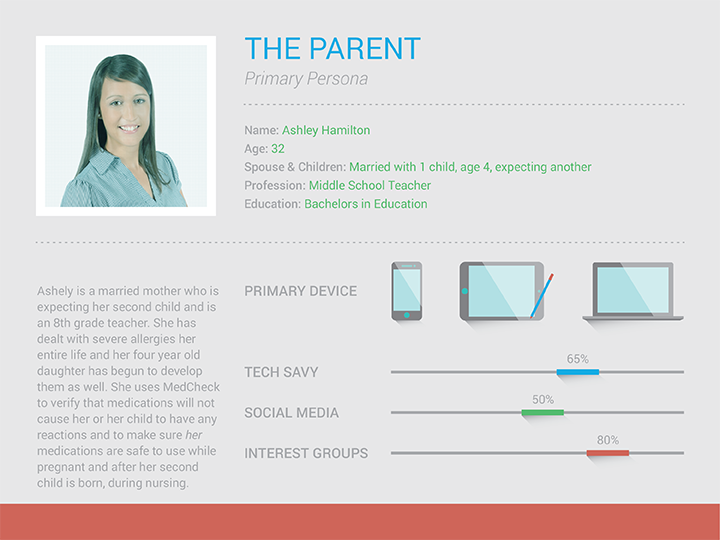 THE PARENT
Primary Persona
Name: Ashley Hamilton
Age: 32
Spouse & Children: Married with 1 child, age 4, expecting another
Profession: Middle School Teacher
Education: Bachelors in Education
Ashely is a married mother who is
expecting her second child and is
an 8th grade teacher. She has
dealt with severe allergies her
entire life and her four year old
daughter has begun to develop
them as well. She uses MedCheck
to verify that medications will not
cause her or her child to have any
reactions and to make sure her
medications are safe to use while
pregnant and after her second
child is born, during nursing.
PRIMARY DEVICE
TECH SAVY
65%
SOCIAL MEDIA
50%
INTEREST GROUPS
80%